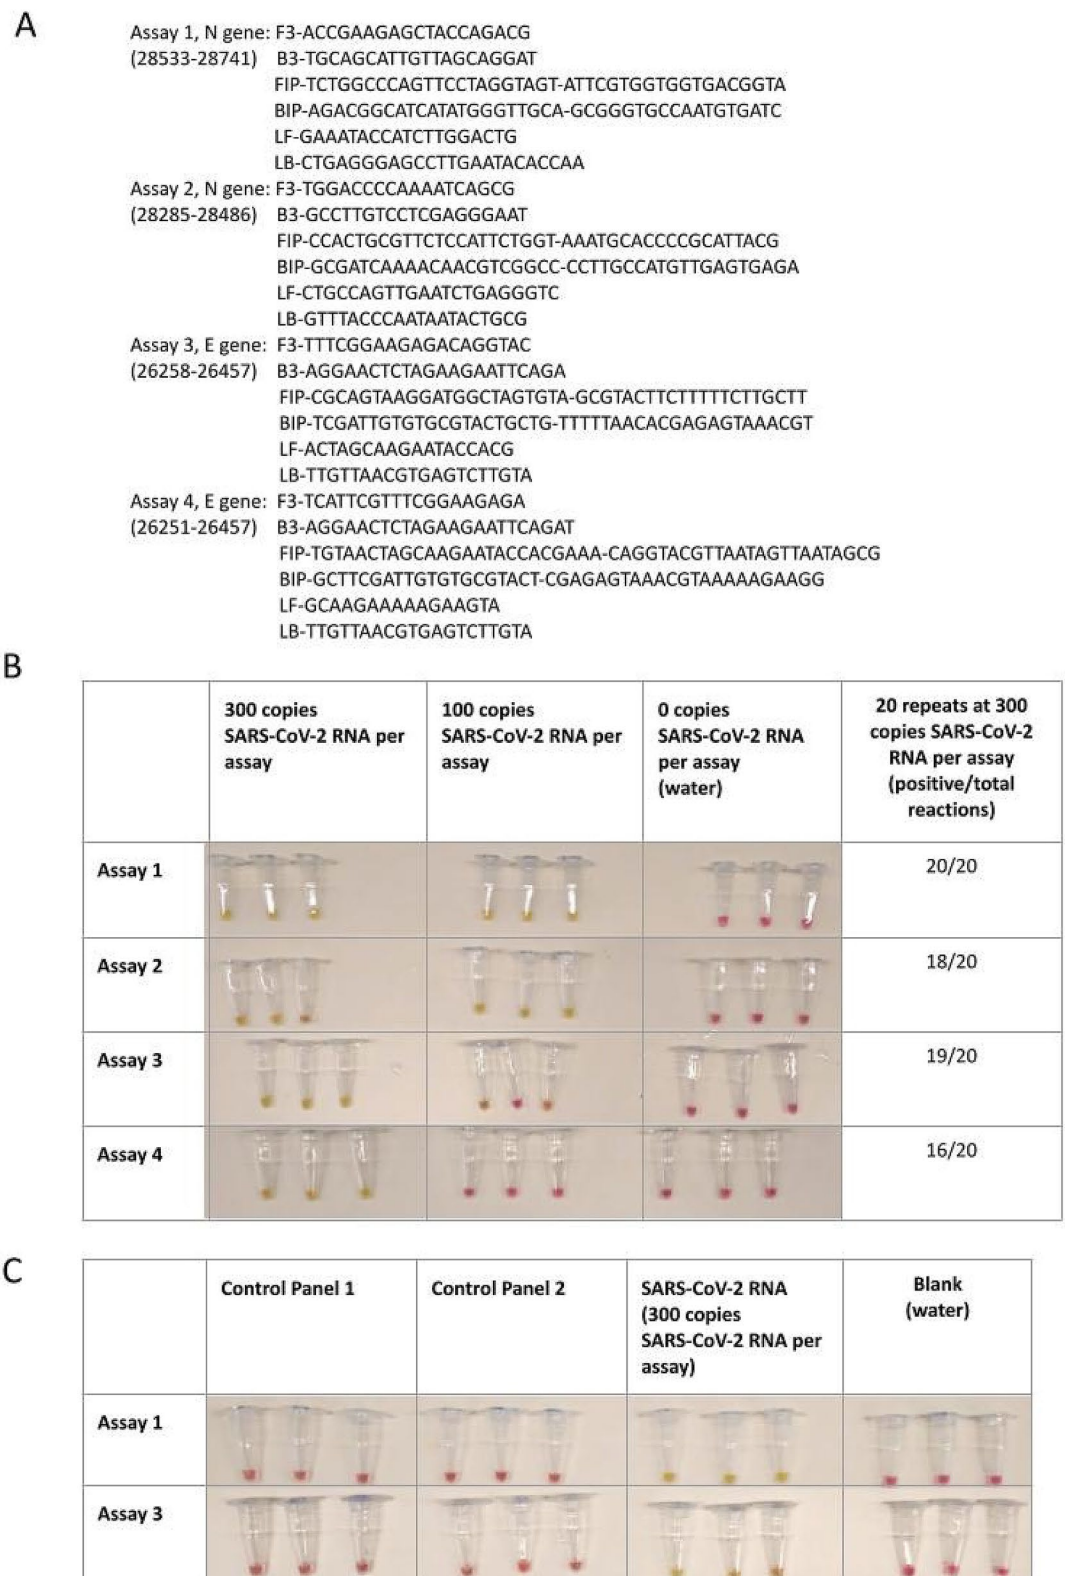 A
Assay 1, N gene: F3-ACCGAAGAGCTACCAGACG
(28533-28741) B3-TGCAGCATTGTTAGCAGGAT
FIP-TCTGGCCCAGTTCCTAGGTAGT-ATTCGTGGTGGTGACGGTA
BIP-AGACGGCATCATATGGGTTGCA-GCGGGTGCCAATGTGATC
LF-GAAATACCATCTTGGACTG
LB-CTGAGGGAGCCTTGAATACACCAA
Assay 2, N gene: F3-TGGACCCCAAAATCAGCG
(28285-28486) B3-GCCTTGTCCTCGAGGGAAT
FIP-CCACTGCGTTCTCCATTCTGGT-AAATGCACCCCGCATTACG
BIP-GCGATCAAAACAACGTCGGCC-CCTTGCCATGTTGAGTGAGA
LF-CTGCCAGTTGAATCTGAGGGTC
LB-GTTTACCCAATAATACTGCG
Assay 3, E gene: F3-TTTCGGAAGAGACAGGTAC
(26258-26457) B3-AGGAACTCTAGAAGAATTCAGA
FIP-CGCAGTAAGGATGGCTAGTGTA-GCGTACTTCTTTTTCTTGCTT
BIP-TCGATTGTGTGCGTACTGCTG-TTTTTAACACGAGAGTAAACGT
LF-ACTAGCAAGAATACCACG
LB-TTGTTAACGTGAGTCTTGTA
Assay 4, E gene: F3-TCATTCGTTTCGGAAGAGA
(26251-26457) B3-AGGAACTCTAGAAGAATTCAGAT
FIP-TGTAACTAGCAAGAATACCACGAAA-CAGGTACGTTAATAGTTAATAGCG
BIP-GCTTCGATTGTGTGCGTACT-CGAGAGTAAACGTAAAAAGAAGG
LF-GCAAGAAAAAGAAGTA
LB-TTGTTAACGTGAGTCTTGTA
B
300 copies
SARS-CoV-2 RNA per
assay
100 copies
SARS-CoV-2 RNA per
assay
0 copies
SARS-CoV-2 RNA
per assay
(water)
20 repeats at 300
copies SARS-CoV-2
RNA per assay
(positive/total
reactions)
Assay 1
20/20
Assay 2
18/20
Assay 3
19/20
Assay 4
16/20
C
Control Panel 1
Control Panel 2
SARS-CoV-2 RNA
(300 copies
SARS-CoV-2 RNA per
assay)
Blank
(water)
Assay 1
Assay 3